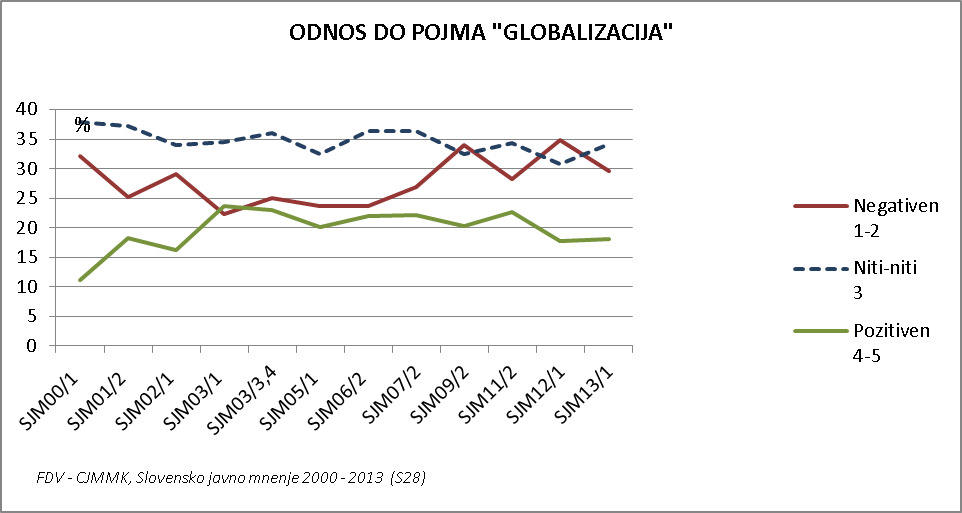 ODNOS DO POJMA "GLOBALIZACIJA"
%
40
35
30
25
20
15
10
5
0
SJM00/1
SJM01/2
SJM02/1
SJM03/1
SJM03/3,4
SJM05/1
SJM06/2
SJM07/2
SJM09/2
SJM11/2
SJM12/1
SJM13/1
Negativen
1-2
Niti-niti
3
Pozitiven
4-5
FDV - CJMMK, Slovensko javno mnenje 2000 - 2013 (S28)